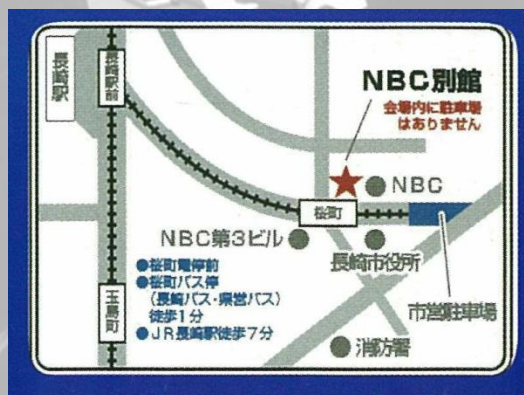 長崎駅
長崎駅前
NBC別館
会場内に駐車場
はありません
NBC
桜町
NBC第3ビル
長崎市役所
●桜町電停前
●桜町バス停
(長崎バス・県営バス)
徒歩1分
●JR長崎駅徒歩7分
五島町
市営駐車場
消防署